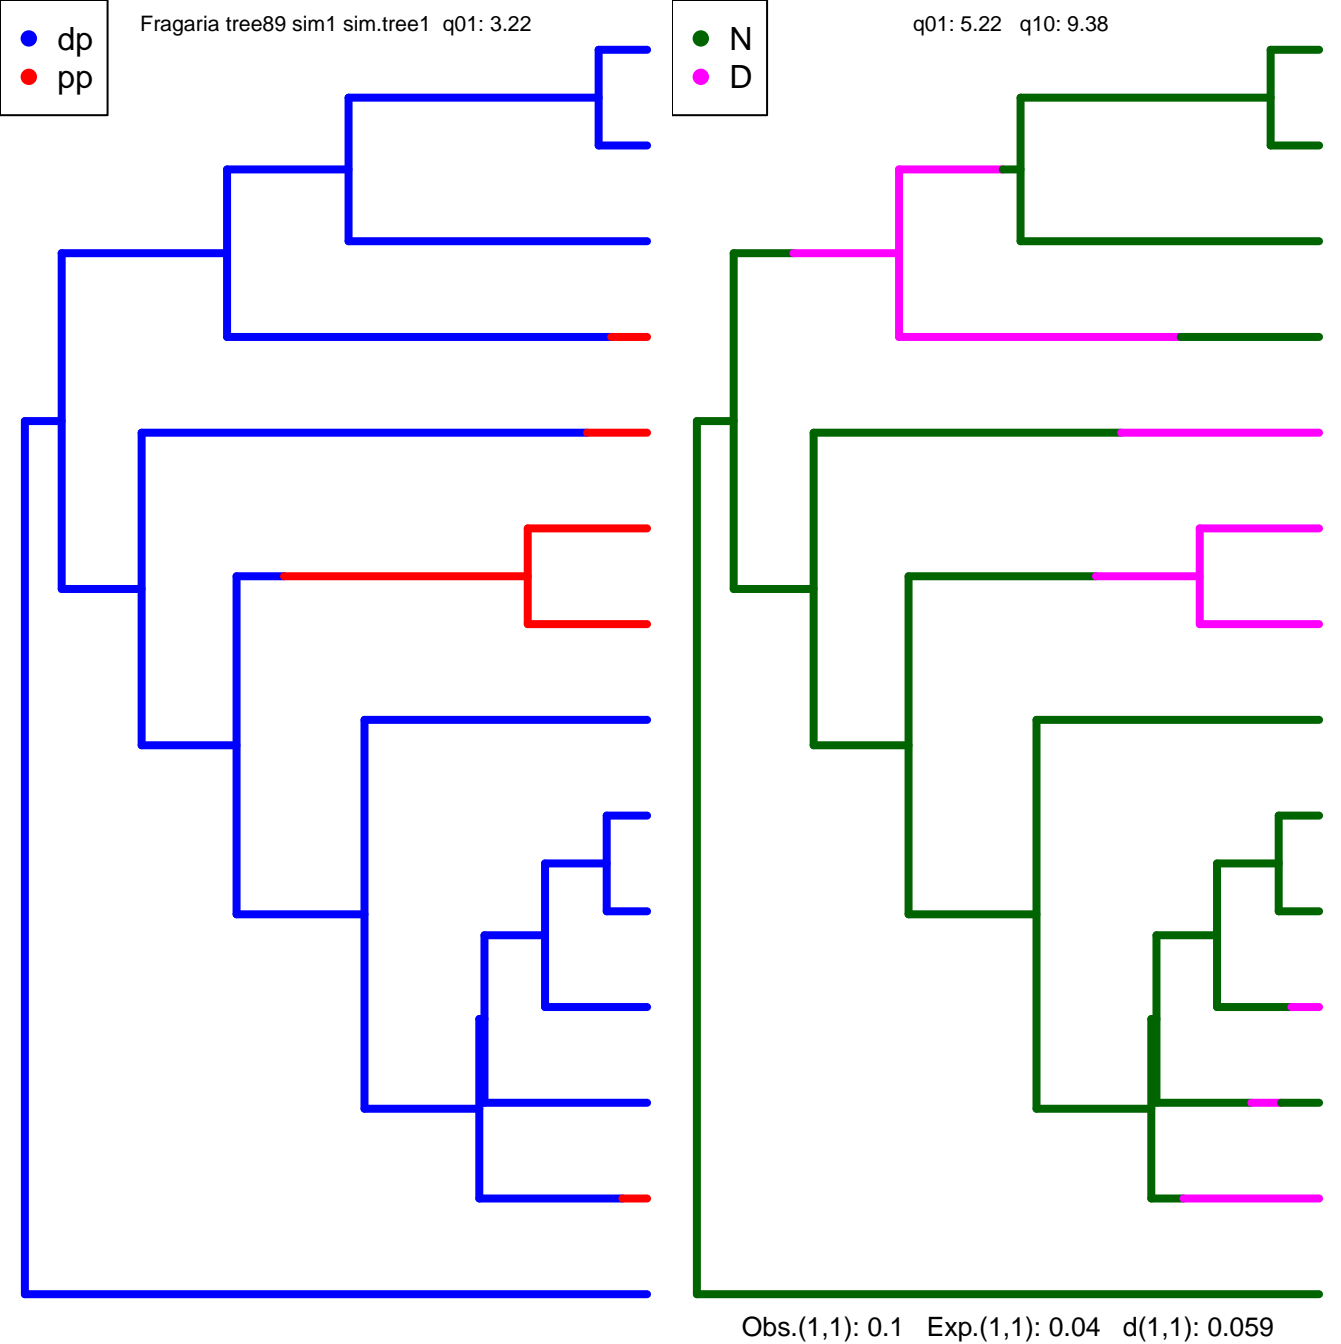 Fragaria tree89 sim1 sim.tree1  q01: 3.22
dp
pp
q01: 5.22   q10: 9.38
N
D
Obs.(1,1): 0.1   Exp.(1,1): 0.04   d(1,1): 0.059